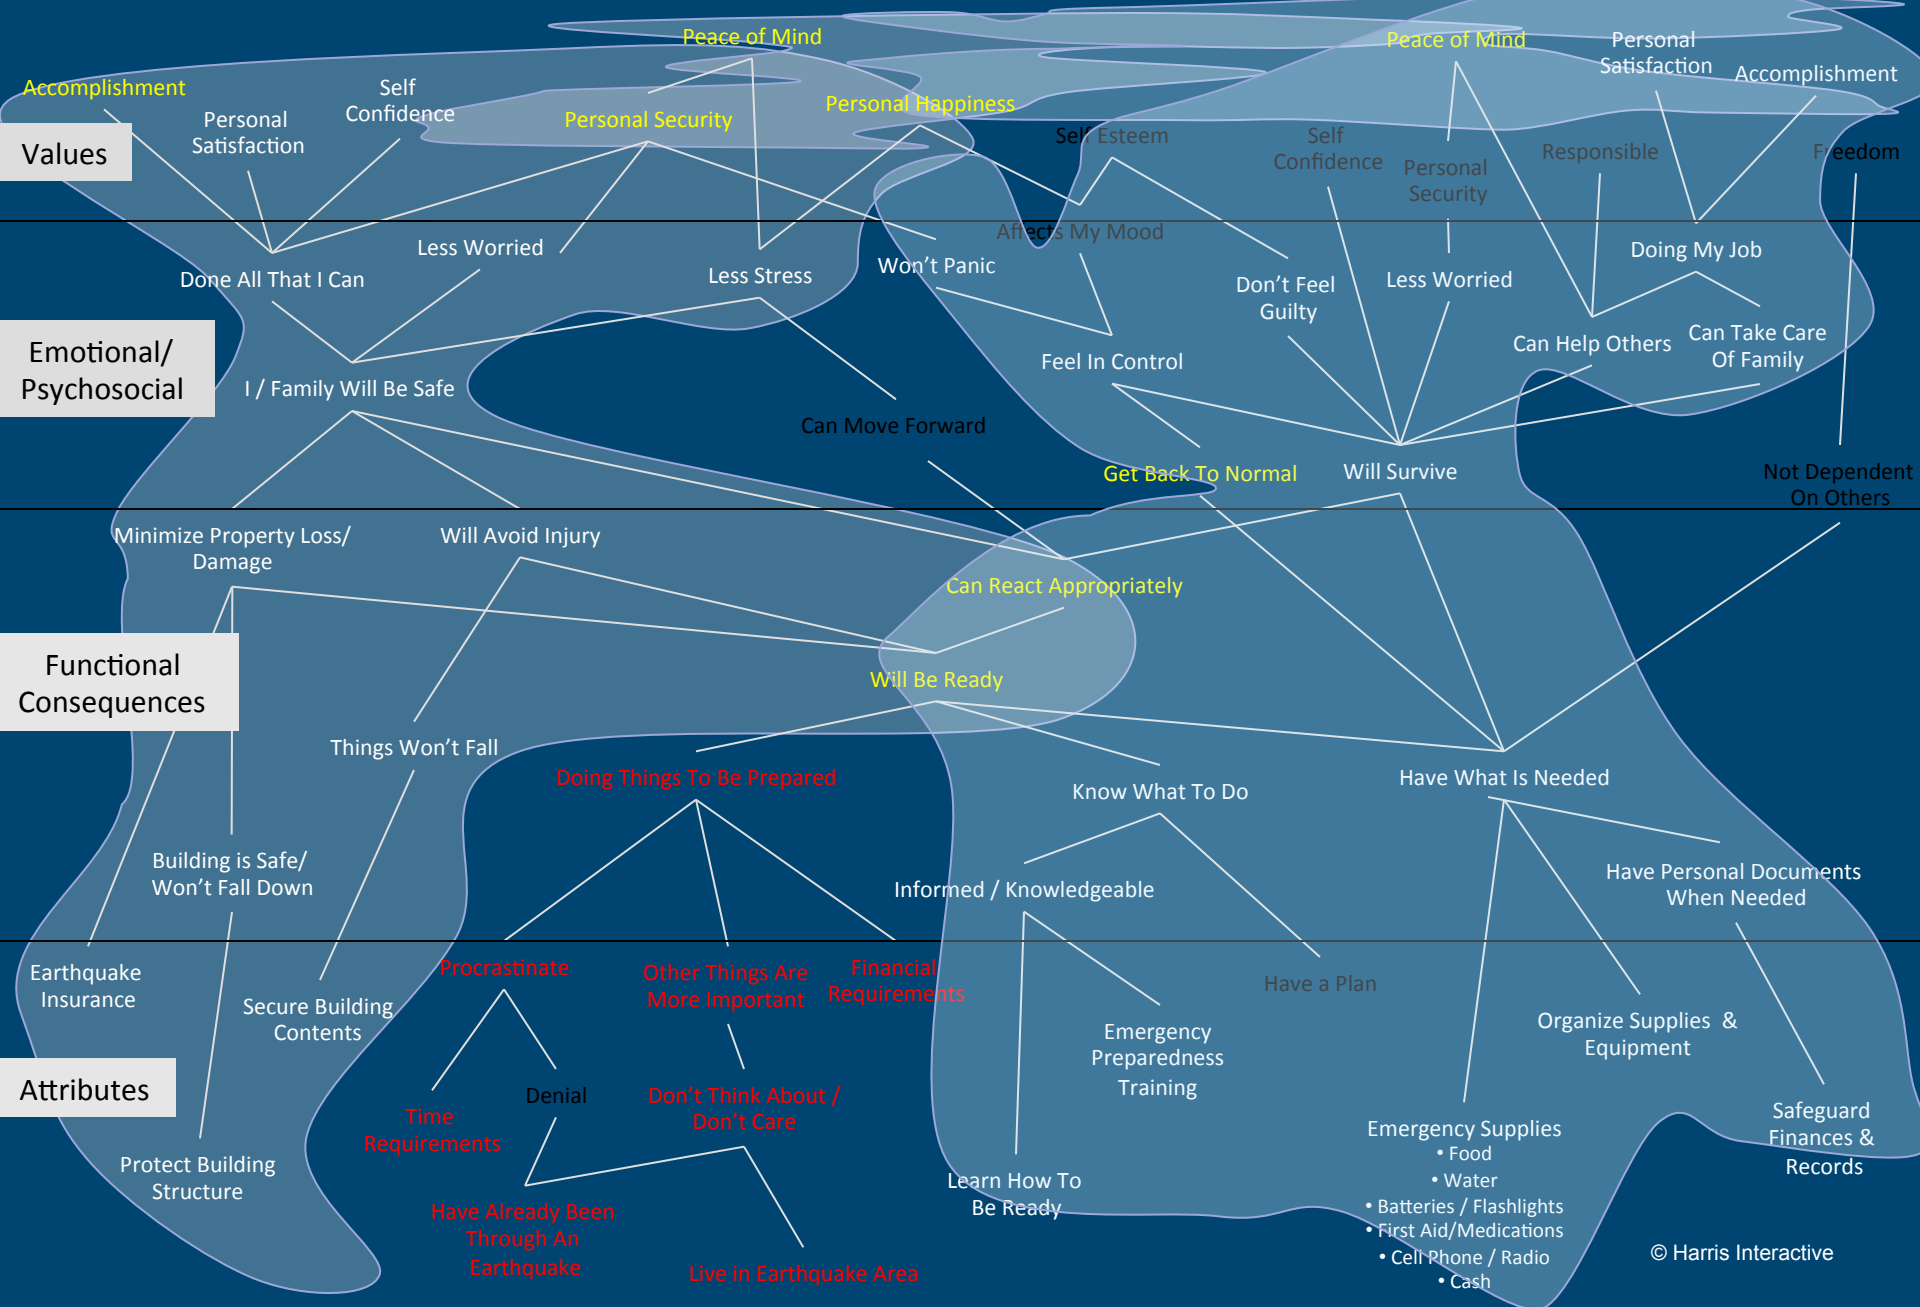 Peace of Mind
Peace of Mind
Personal
Satisfaction
Accomplishment
Accomplishment
Self
Confidence
Personal
Satisfaction
Personal Security
Personal Happiness
Values
Self Esteem
Self
Confidence
Personal
Security
Responsible
Freedom
Done All That I Can
Less Worried
Less Stress
Won't Panic
Affects My Mood
Don't Feel
Guilty
Less Worried
Doing My Job
Emotional/
Psychosocial
I / Family Will Be Safe
Feel In Control
Can Help Others
Can Take Care
Of Family
Can Move Forward
Get Back To Normal
Will Survive
Not Dependent
On Others
Minimize Property Loss/
Damage
Will Avoid Injury
Can React Appropriately
Functional
Consequences
Will Be Ready
Things Won't Fall
Doing Things To Be Prepared
Know What To Do
Have What Is Needed
Building is Safe/
Won't Fall Down
Informed / Knowledgeable
Have Personal Documents
When Needed
Earthquake
Insurance
Secure Building
Contents
Procrastinate
Other Things Are
More Important
Financial
Requirements
Have a Plan
Emergency
Preparedness
Training
Organize Supplies &
Equipment
Attributes
Time
Requirements
Denial
Don't Think About /
Don't Care
Protect Building
Structure
Have Already Been
Through An
Earthquake
Live in Earthquake Area
Learn How To
Be Ready
Emergency Supplies
• Food
• Water
• Batteries / Flashlights
• First Aid/Medications
• Cell Phone / Radio
• Cash
Safeguard
Finances &
Records
© Harris Interactive